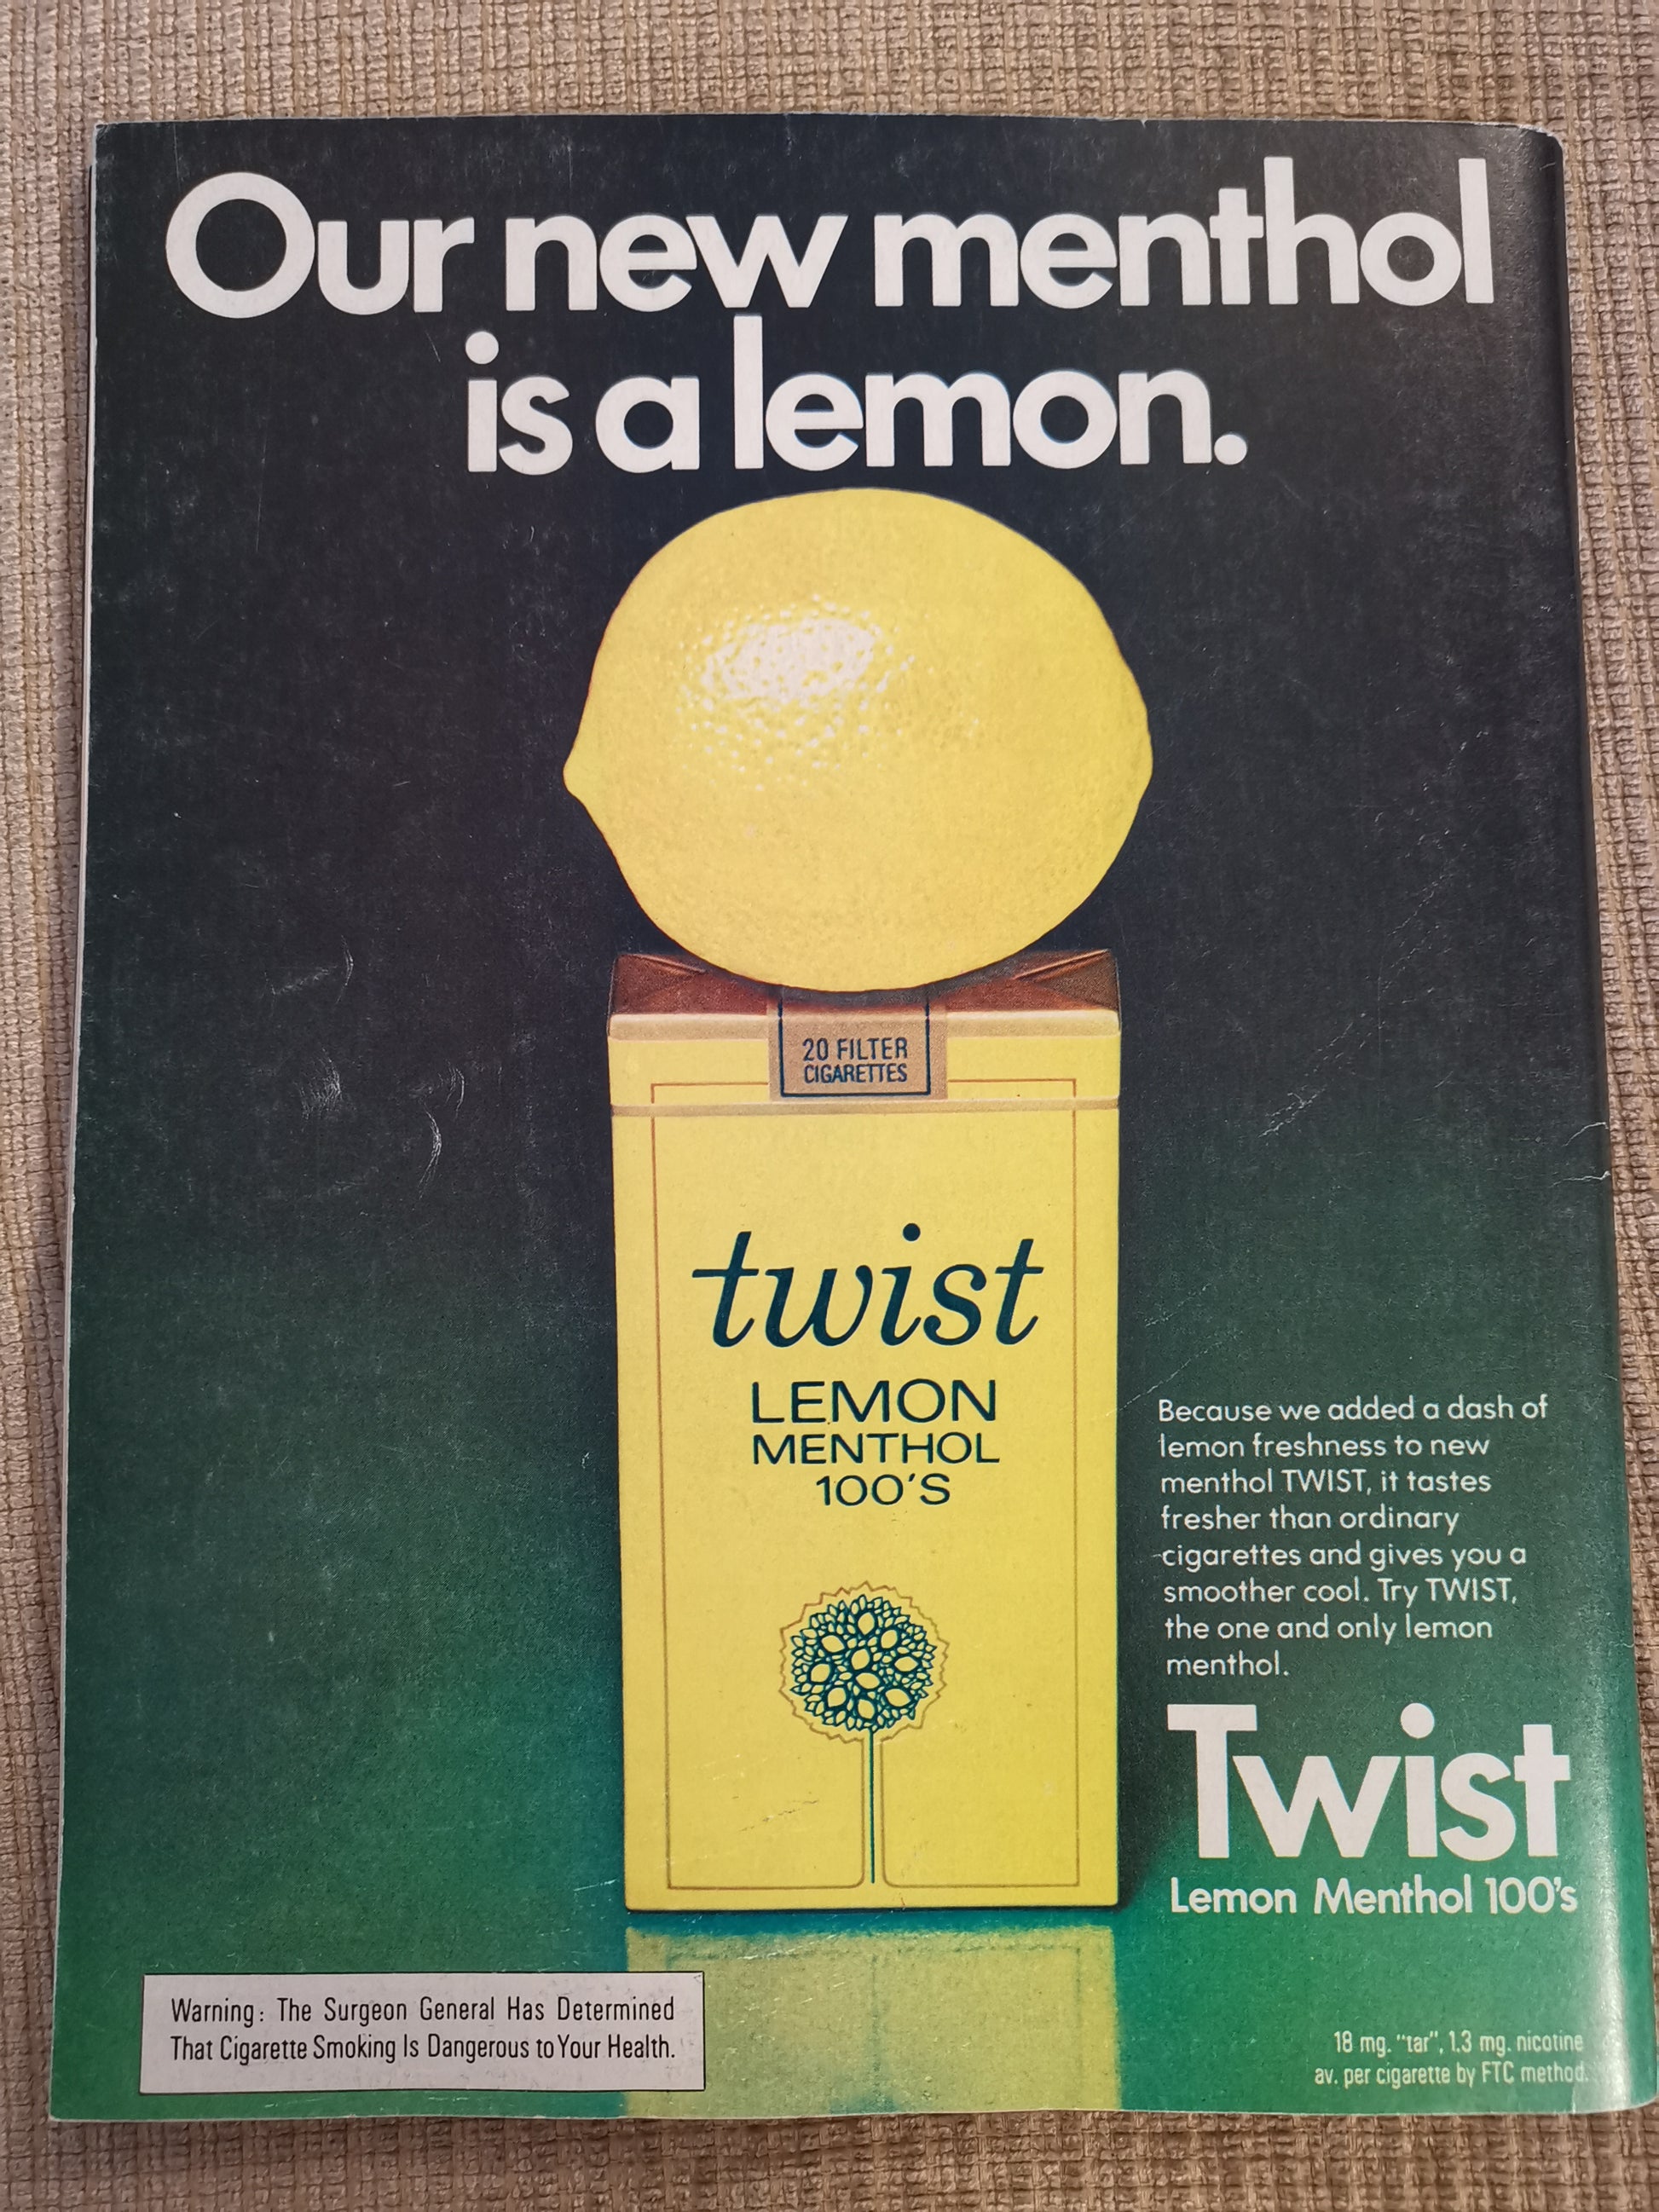 Our new menthol
is a lemon.
20 FILTER
CIGARETTES
twist
LEMON
MENTHOL
100'S
Because we added a dash of
lemon freshness to new
menthol TWIST, it tastes
fresher than ordinary
cigarettes and gives you a
smoother cool. Try TWIST,
the one and only lemon
menthol.
Twist
Lemon Menthol 100's
Warning: The Surgeon General Has Determined
That Cigarette Smoking Is Dangerous to Your Health.
18 mg. "tar", 1.3 mg. nicotine
av. per cigarette by FTC method.